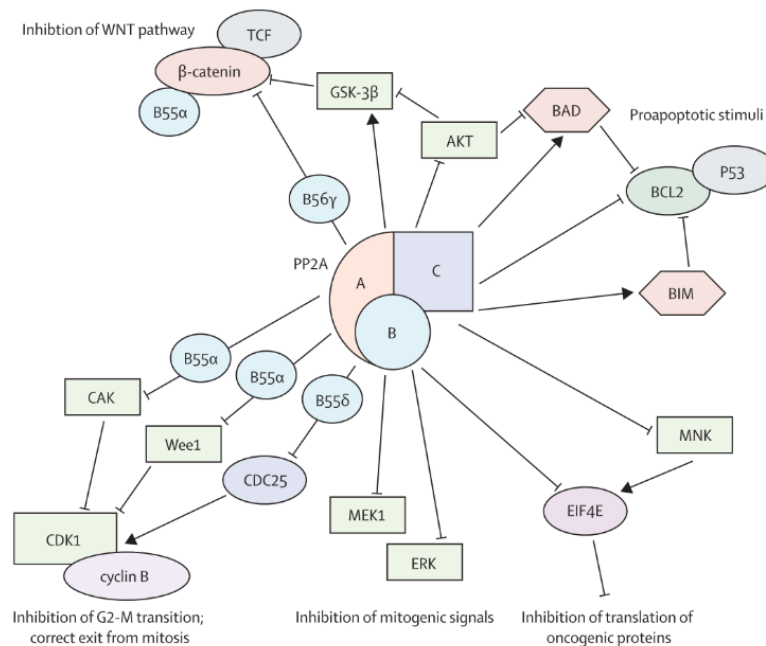 Inhibtion of WNT pathway
TCF
β-catenin
B55α
GSK-3β
AKT
BAD
Proapoptotic stimuli
BCL2
P53
B56γ
PP2A
A
C
B
BIM
B55α
B55α
B55δ
CAK
Wee1
CDC25
MNK
MEK1
EIF4E
CDK1
ERK
cyclin B
Inhibition of G2-M transition;
correct exit from mitosis
Inhibition of mitogenic signals
Inhibition of translation of
oncogenic proteins